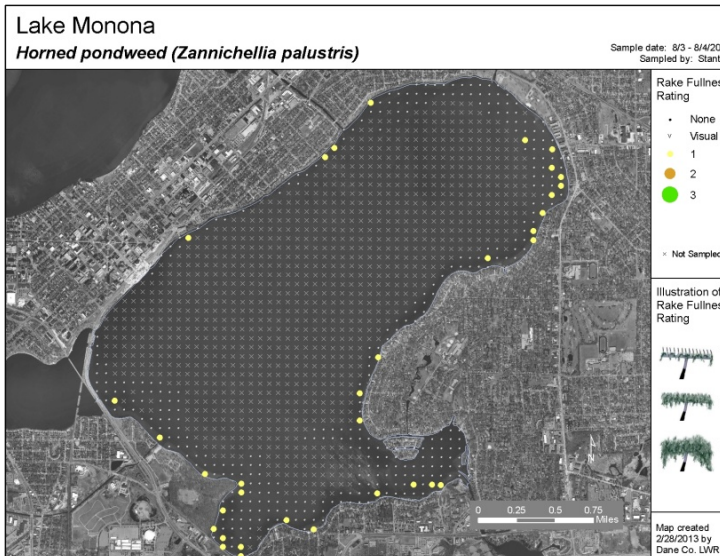 Lake Monona
Horned pondweed (Zannichellia palustris)
Sample date: 8/3 - 8/4/20
Sampled by: Stant
Rake Fullnes
Rating
None
Visual
1
2
3
Not Sampled
Illustration of
Rake Fullnes
Rating
N
0 0.25 0.5 0.75
Miles
Map created
2/28/2013 by
Dane Co. LWR